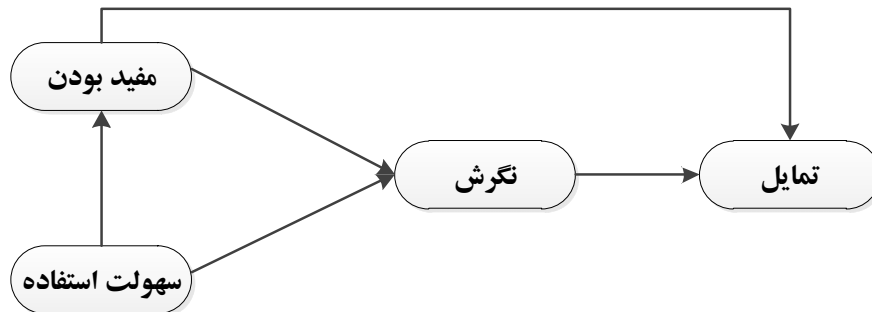 مفید بودن
نگرش
تمایل
سهولت استفاده